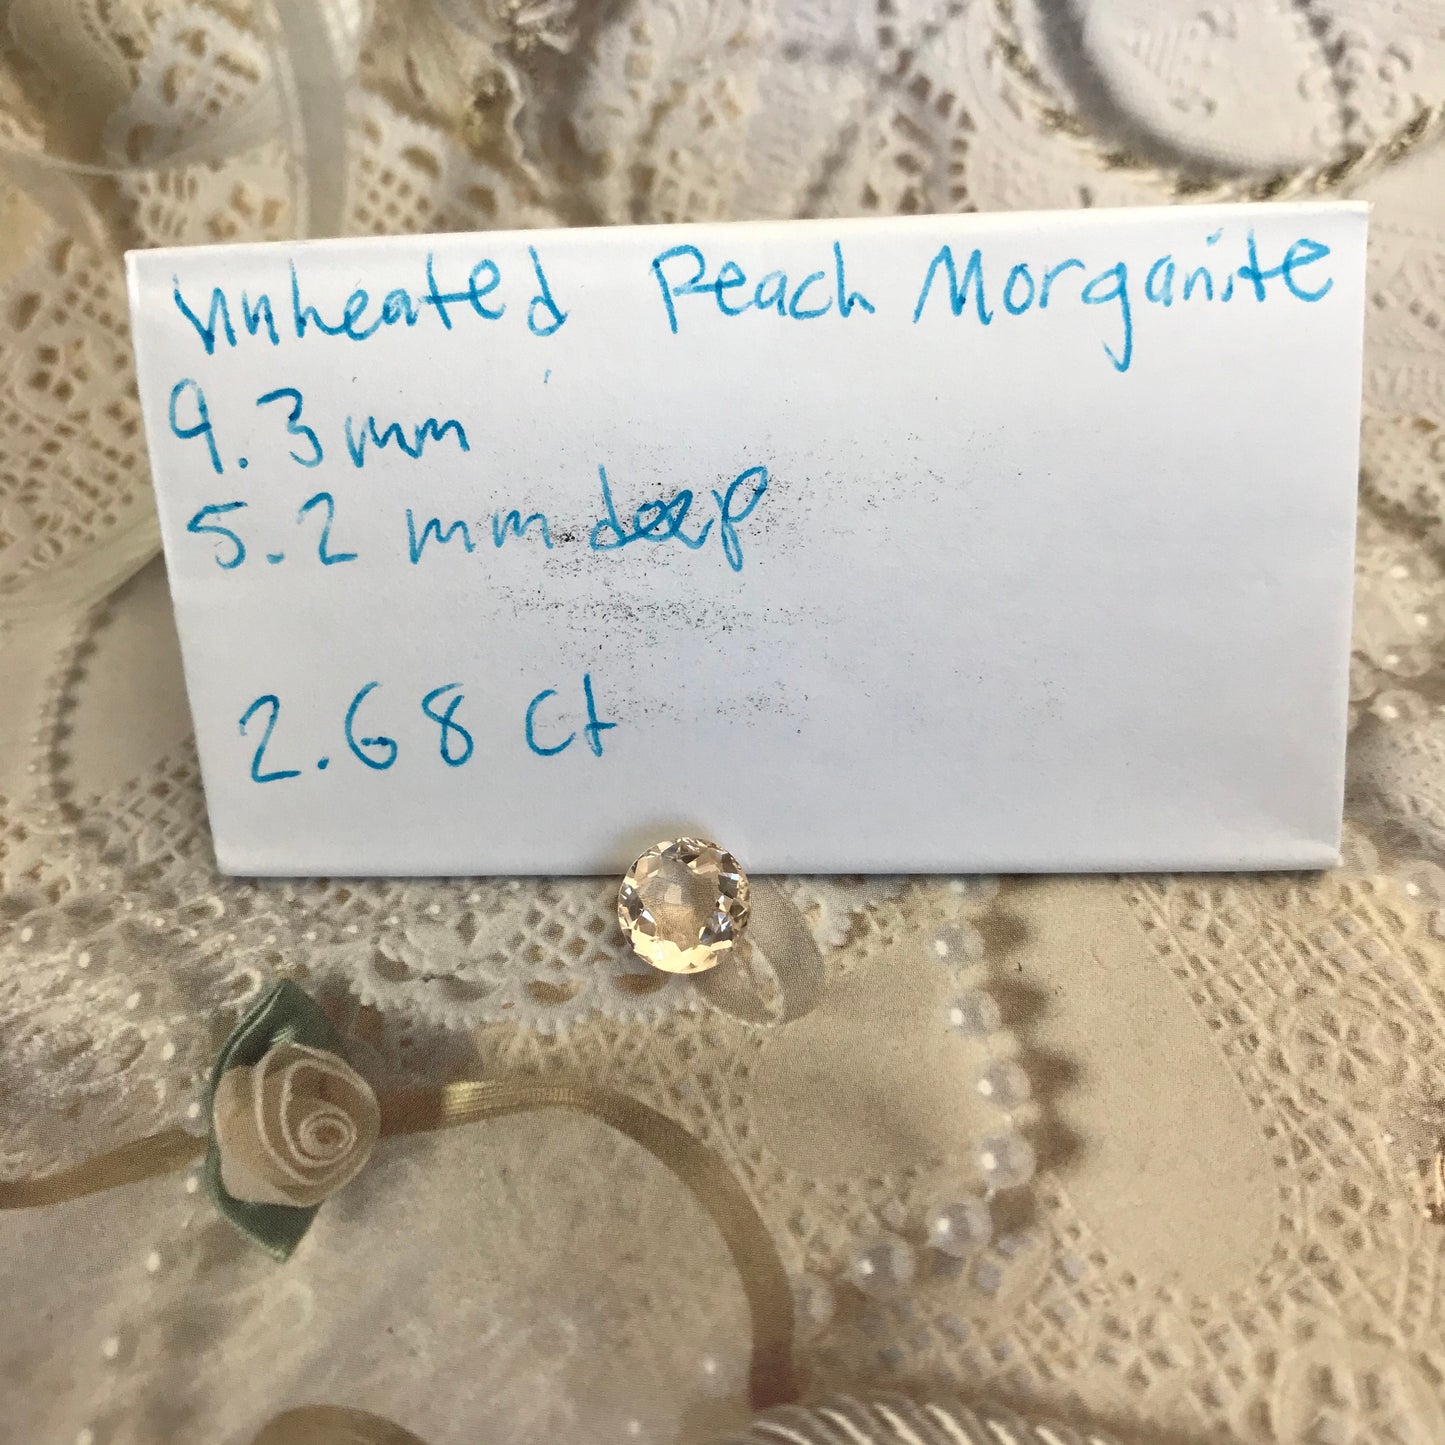 Unheated Peach Morganite
9.3mm
5.2 mm deep
2.68 ct